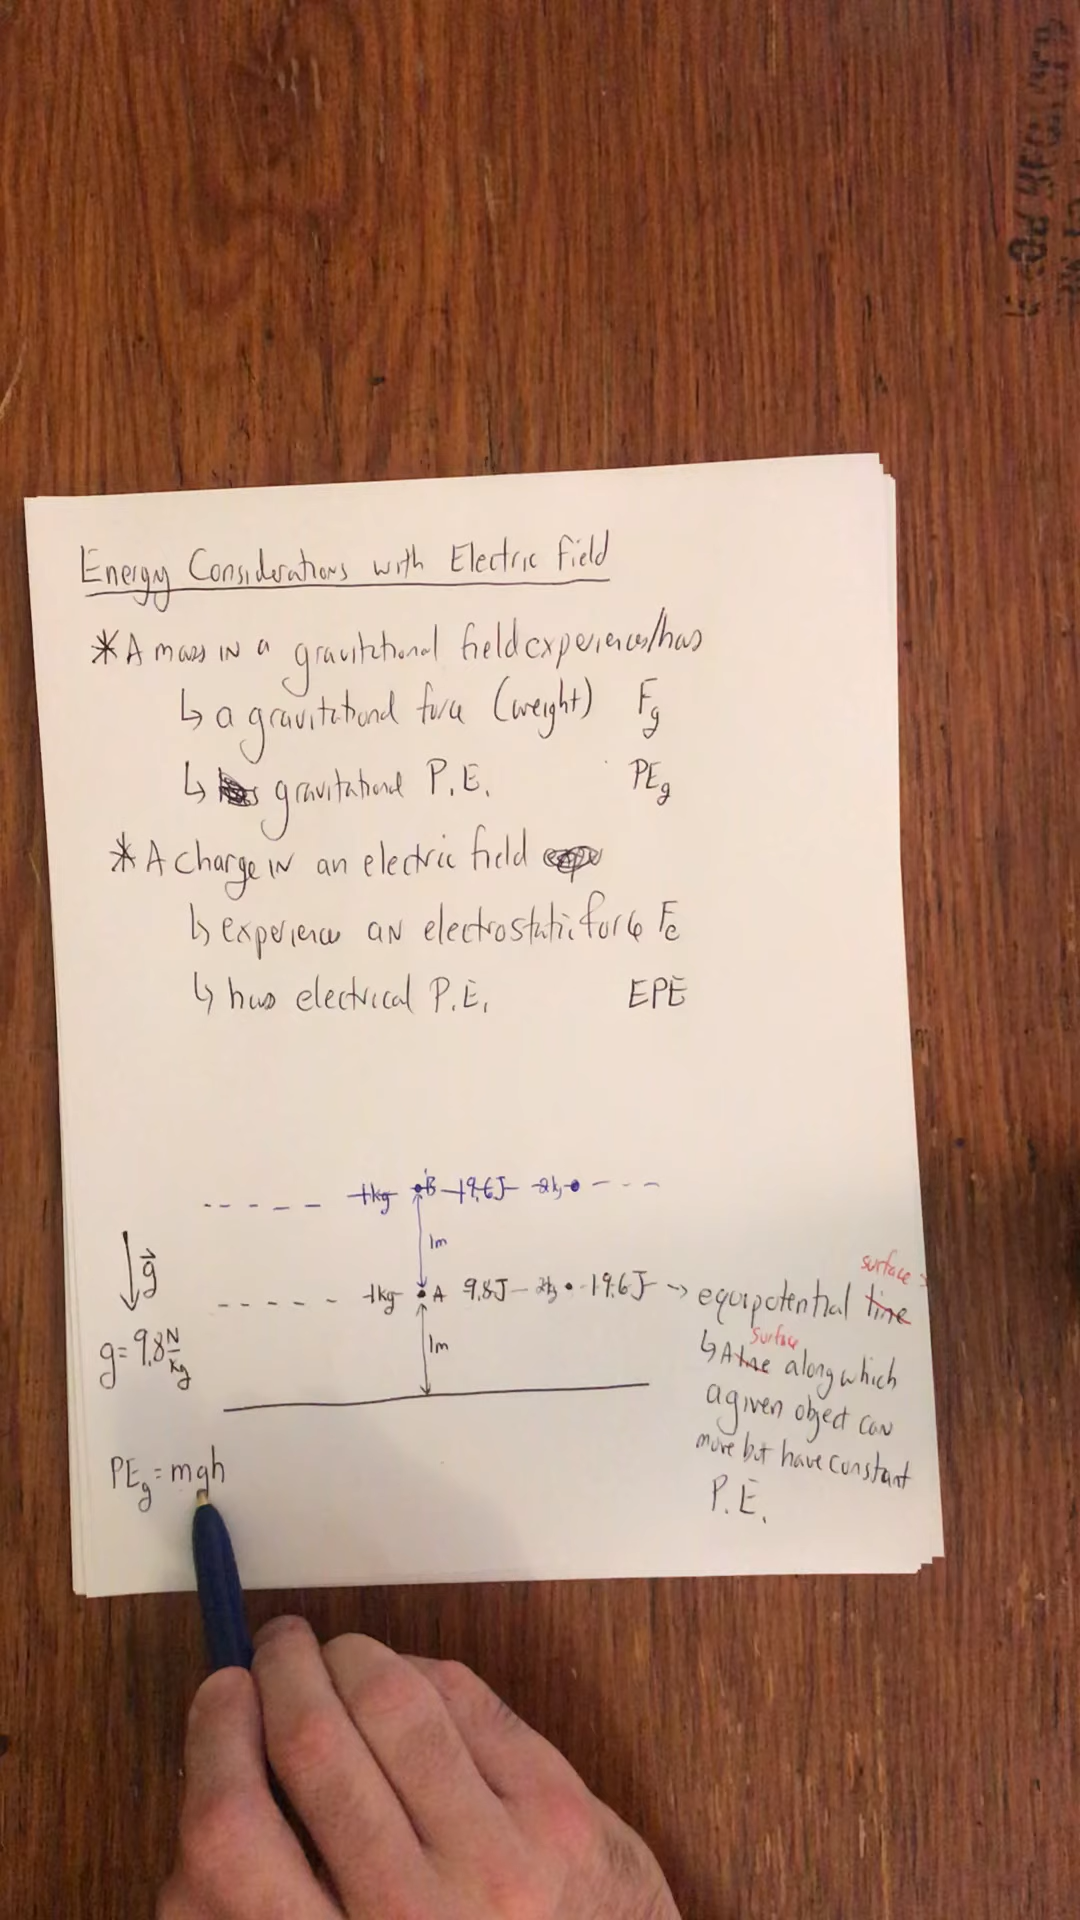 Energy Considerations with Electric Field
* A mass in a gravitational field experiences/has
↳ a gravitational force (weight) Fg
↳ gravitational P.E. PEg
* A charge in an electric field
↳ experience an electrostatic force Fe
↳ has electrical P.E. EPE
1kg B 19.6J 2kg
1m
g
1kg A 9.8J 2kg 19.6J → equipotential line surface
g = 9.8 N/kg
1m
↳ A line surface along which
a given object can
move but have constant
P.E.
PEg = mgh